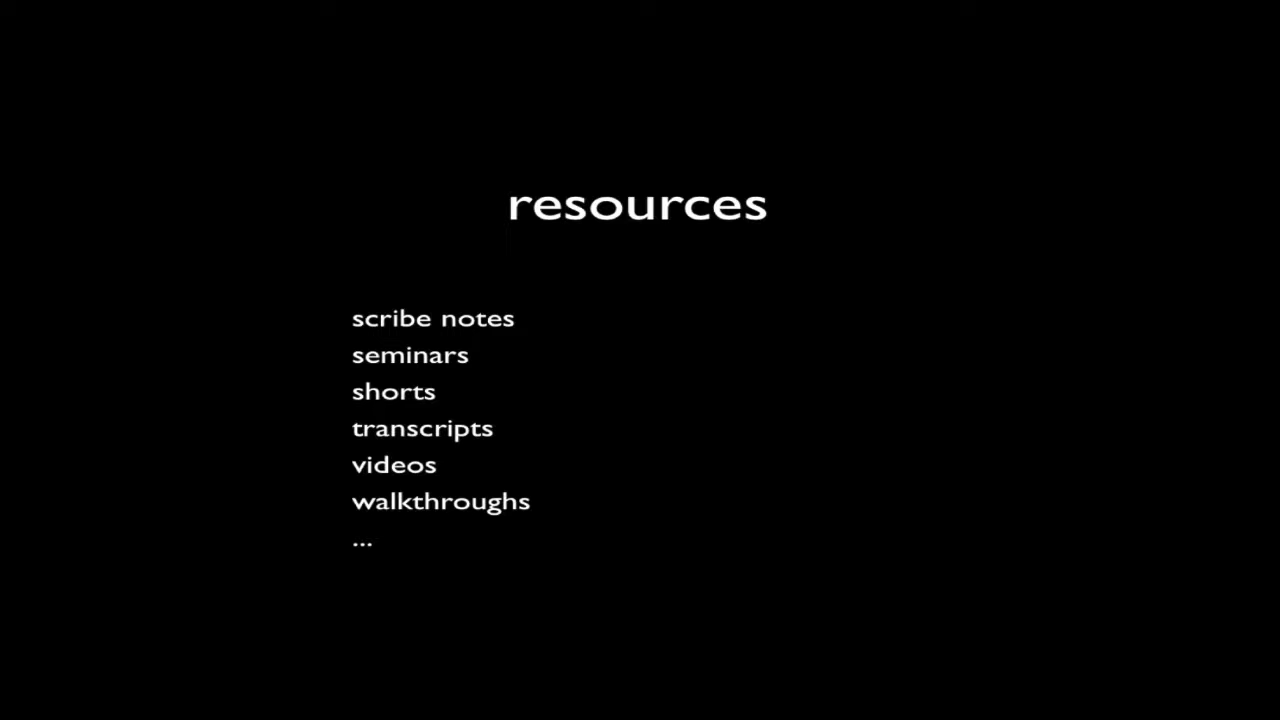 resources
scribe notes
seminars
shorts
transcripts
videos
walkthroughs
...